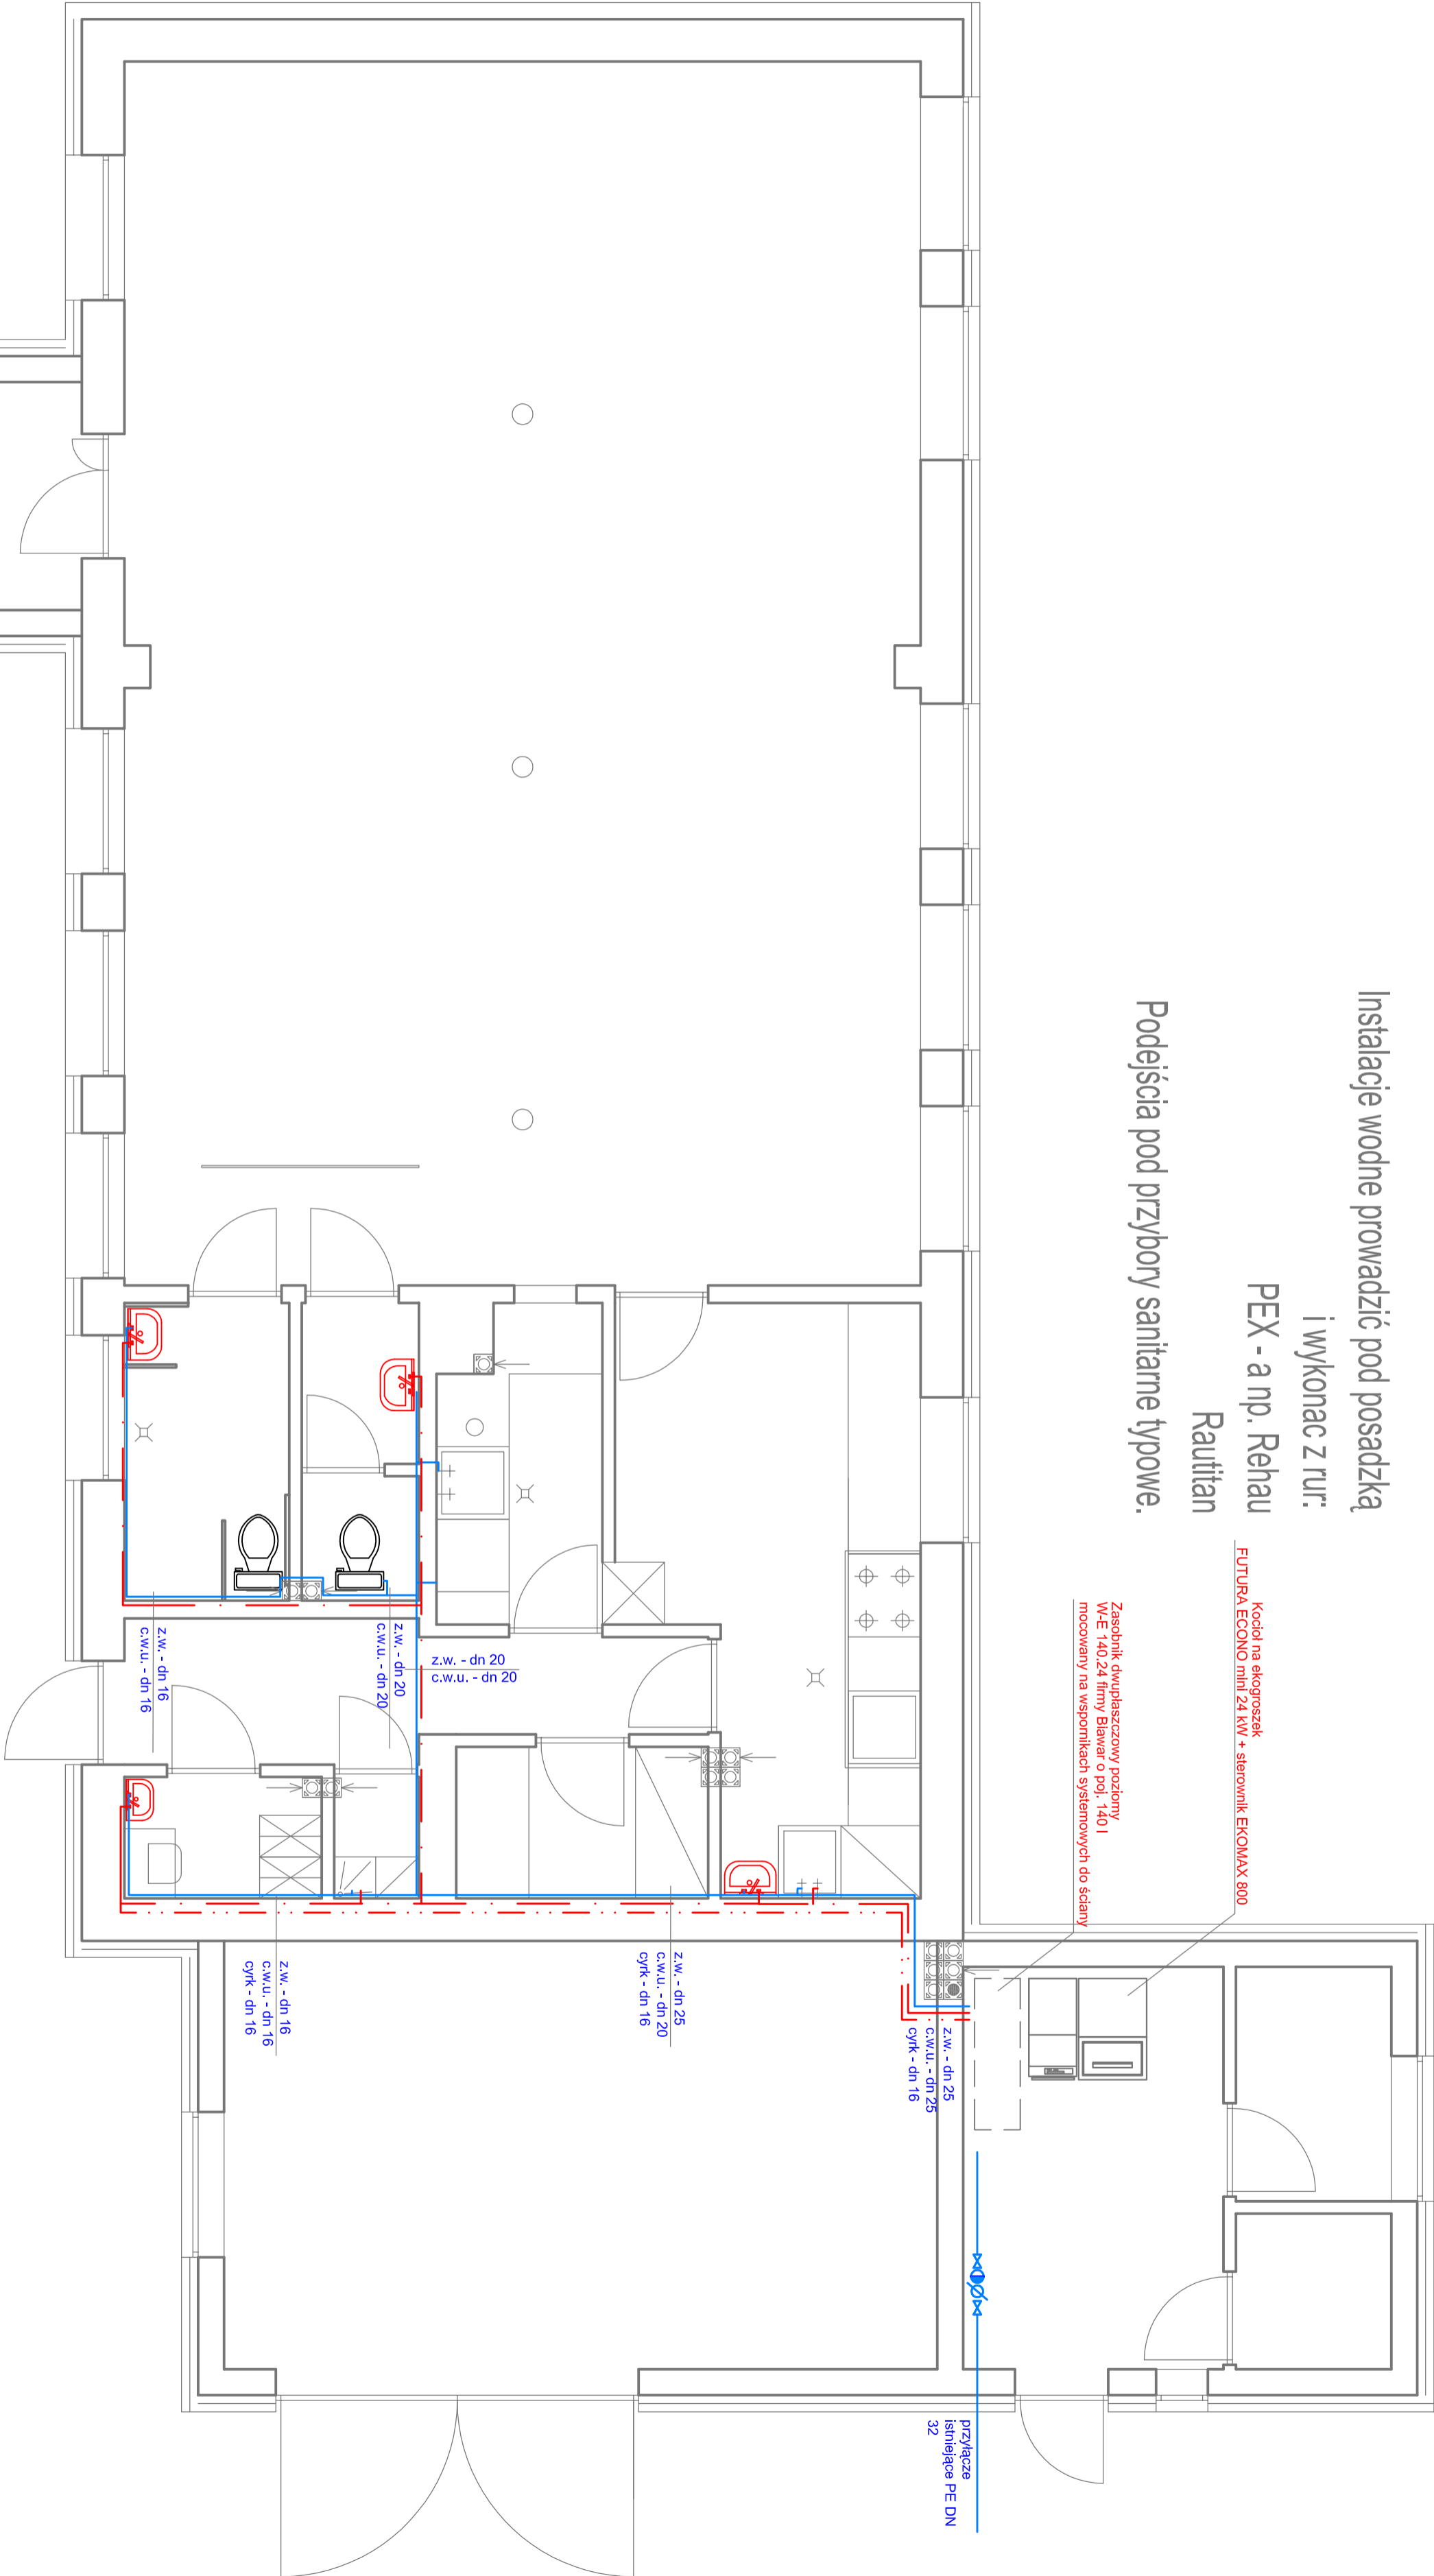 Instalacje wodne prowadzić pod posadzką
i wykonac z rur:
PEX - a np. Rehau
Rautitan
Podejścia pod przybory sanitarne typowe.
Kocioł na ekogroszek
FUTURA ECONO mini 24 kW + sterownik EKOMAX 800
Zasobnik dwupłaszczowy poziomy
W-E 140.24 firmy Biawar o poj. 140 l
mocowany na wspornikach systemowych do ściany
z.w. - dn 20
c.w.u. - dn 20
z.w. - dn 20
c.w.u. - dn 20
z.w. - dn 16
c.w.u. - dn 16
z.w. - dn 25
c.w.u. - dn 25
cyrk - dn 16
z.w. - dn 25
c.w.u. - dn 20
cyrk - dn 16
z.w. - dn 16
c.w.u. - dn 16
cyrk - dn 16
przyłącze
istniejące PE DN
32